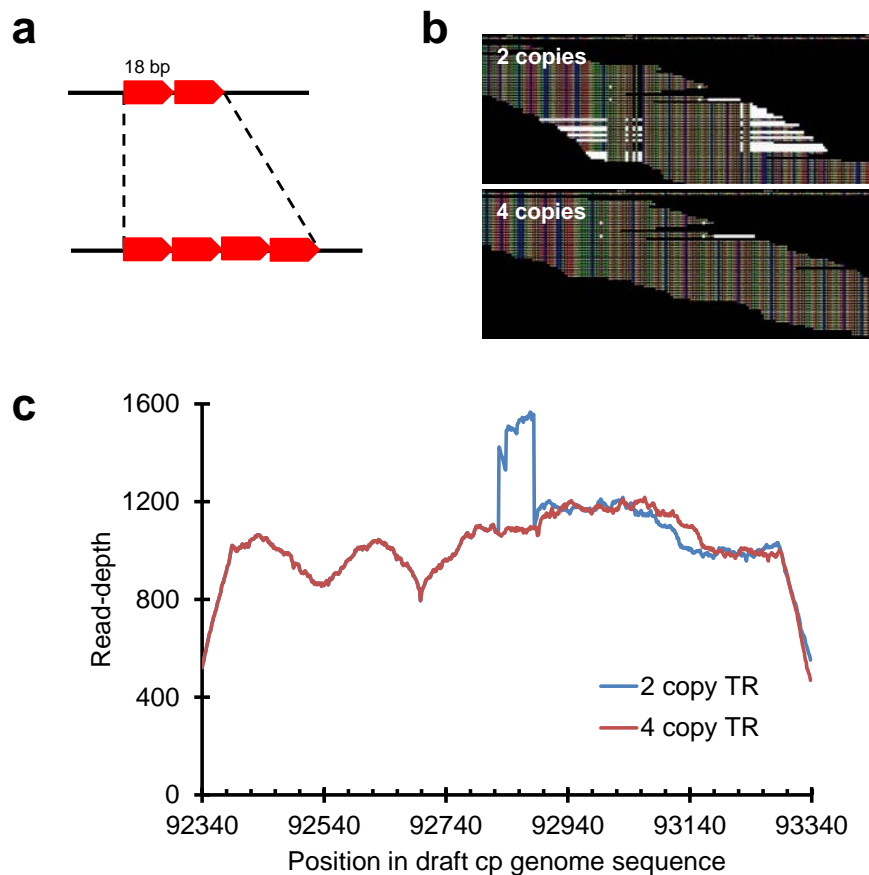 a
18 bp
b
2 copies
4 copies
c
1600
1200
800
400
0
Read-depth
2 copy TR
4 copy TR
92340 92540 92740 92940 93140 93340
Position in draft cp genome sequence